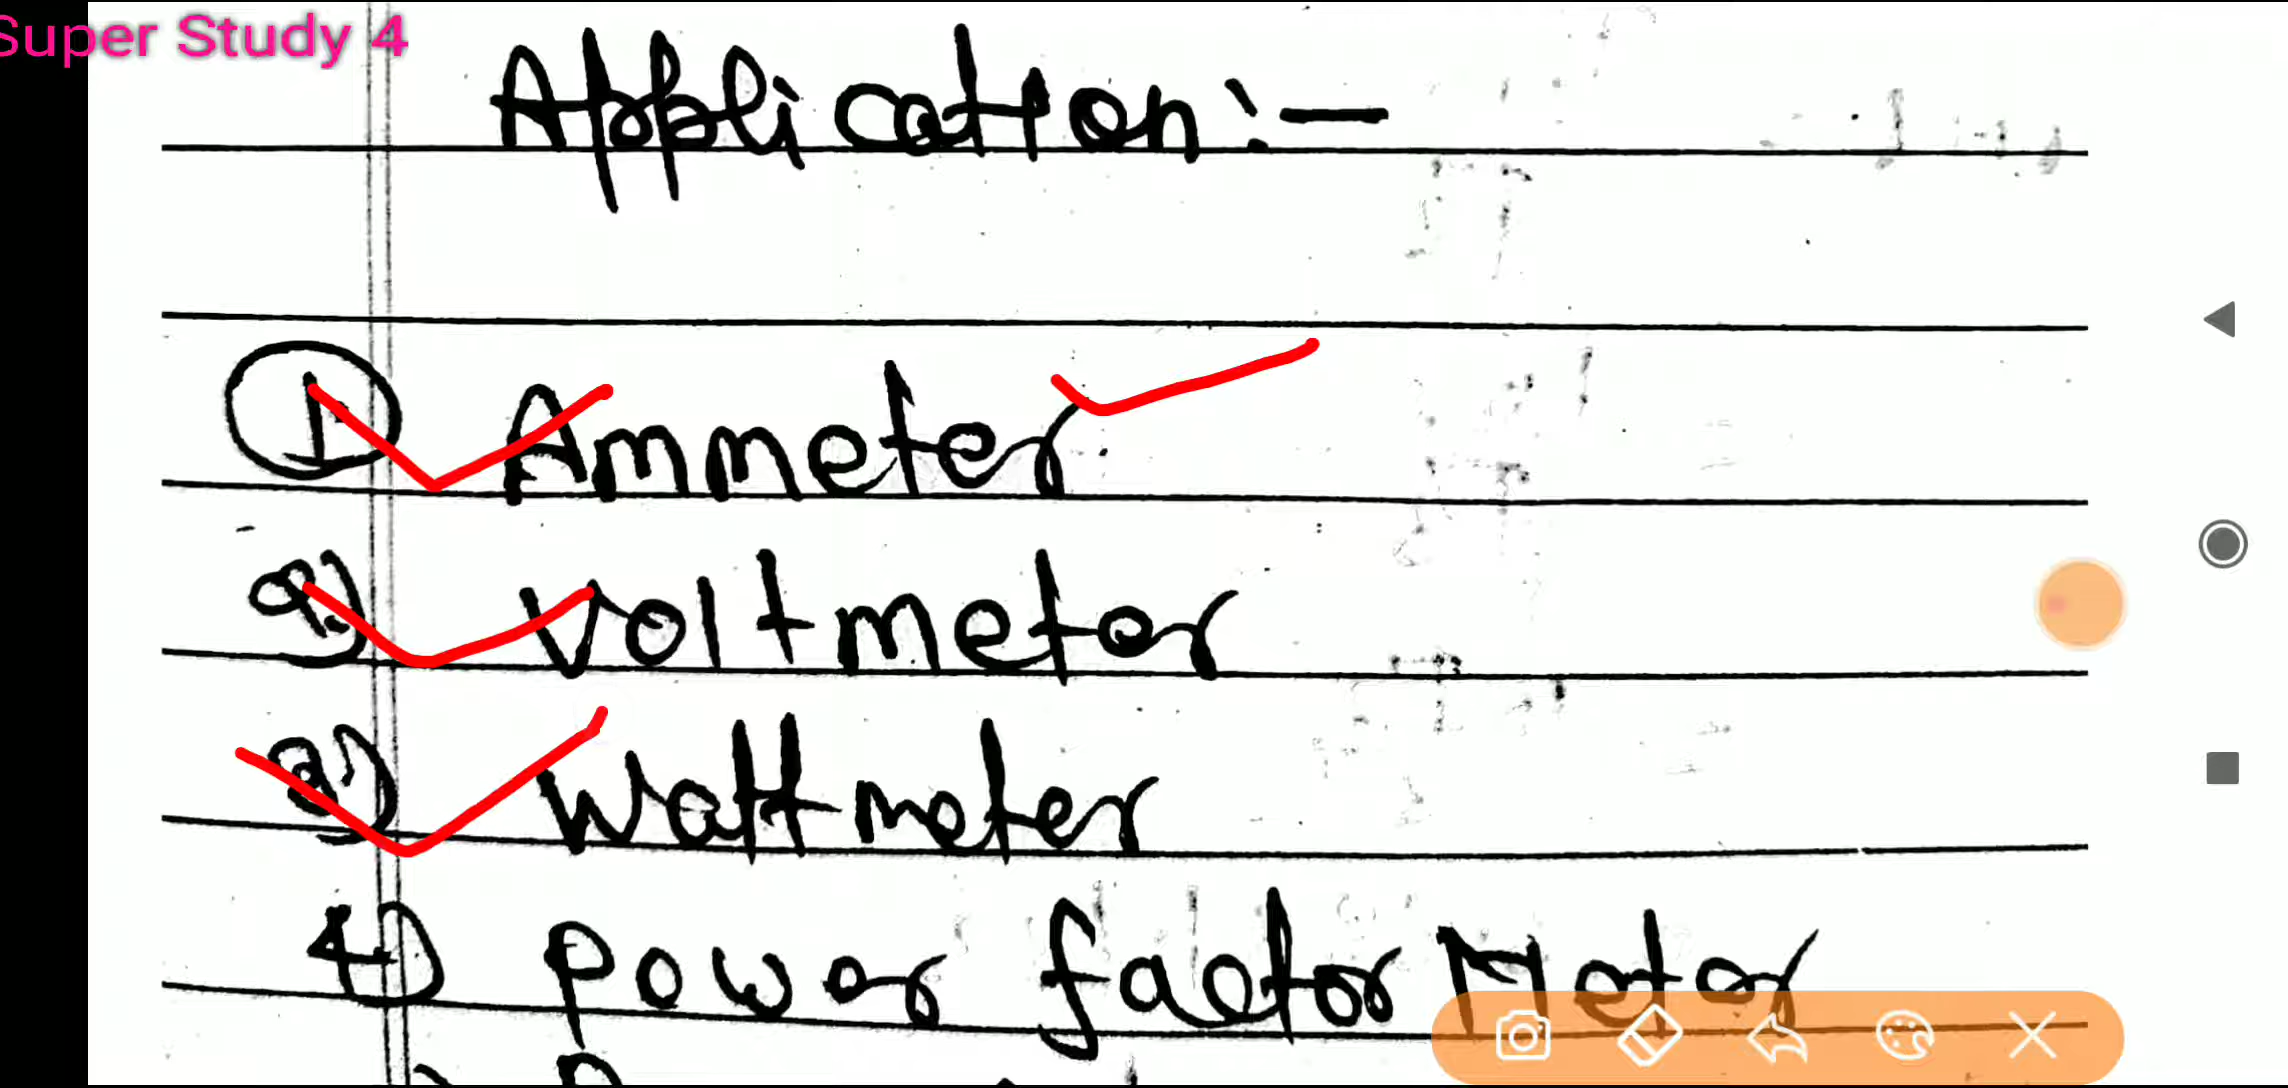 Super Study 4
Application:-
① Ammeter
2) Voltmeter
3) Wattmeter
4) Power factor Meter